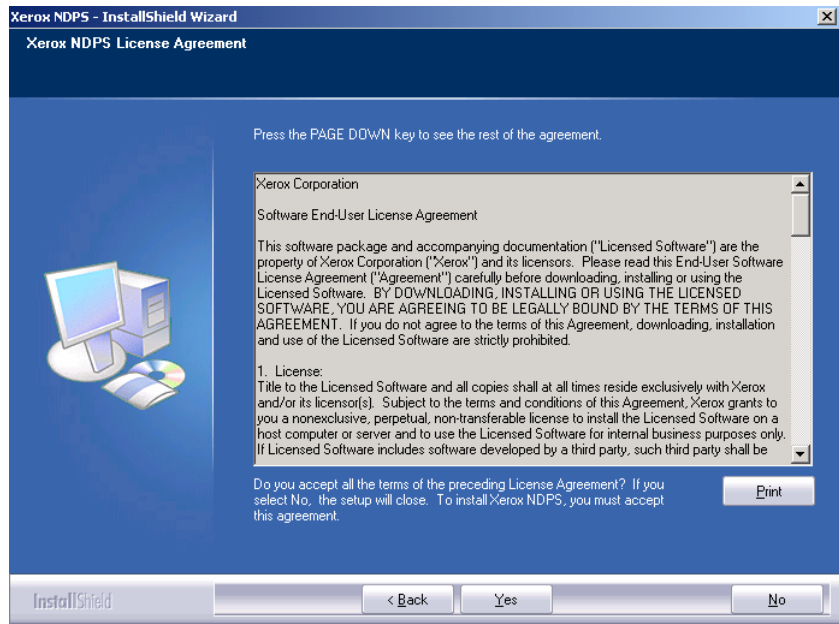 Xerox NDPS - InstallShield Wizard
Xerox NDPS License Agreement
Press the PAGE DOWN key to see the rest of the agreement.
Xerox Corporation
Software End-User License Agreement
This software package and accompanying documentation ("Licensed Software") are the
property of Xerox Corporation ("Xerox") and its licensors.  Please read this End-User Software
License Agreement ("Agreement") carefully before downloading, installing or using the
Licensed Software.  BY DOWNLOADING, INSTALLING OR USING THE LICENSED
SOFTWARE, YOU ARE AGREEING TO BE LEGALLY BOUND BY THE TERMS OF THIS
AGREEMENT.  If you do not agree to the terms of this Agreement, downloading, installation
and use of the Licensed Software are strictly prohibited.
1.  License:
Title to the Licensed Software and all copies shall at all times reside exclusively with Xerox
and/or its licensor(s).  Subject to the terms and conditions of this Agreement, Xerox grants to
you a nonexclusive, perpetual, non-transferable license to install the Licensed Software on a
host computer or server and to use the Licensed Software for internal business purposes only.
If Licensed Software includes software developed by a third party, such third party shall be
Do you accept all the terms of the preceding License Agreement?  If you
select No,  the setup will close.  To install Xerox NDPS, you must accept
this agreement.
Print
InstallShield
< Back
Yes
No